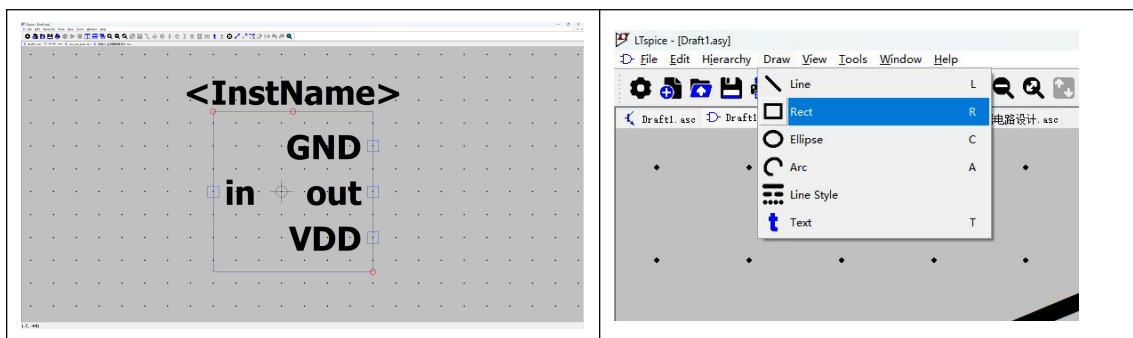 <InstName>
GND
in out
VDD
LTspice - [Draft1.asy]
File Edit Hierarchy Draw View Tools Window Help
Line L
Rect R
Draft1.asc Draft1 电路设计.asc
Ellipse C
Arc A
Line Style
Text T